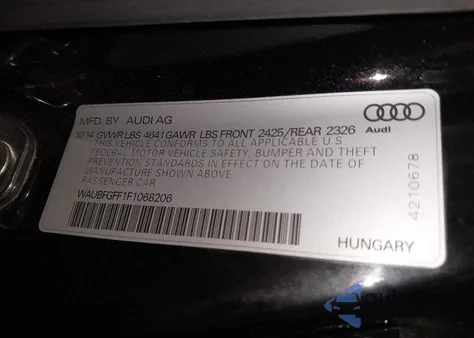 MFD. BY AUDI AG
10.14 GVWR LBS 4641 GAWR LBS FRONT 2425/REAR 2326
THIS VEHICLE CONFORMS TO ALL APPLICABLE U S
FEDERAL MOTOR VEHICLE SAFETY, BUMPER AND THEFT
PREVENTION STANDARDS IN EFFECT ON THE DATE OF
MANUFACTURE SHOWN ABOVE
PASSENGER CAR
WAUBFGFF1F1068206
Audi
4210678
HUNGARY